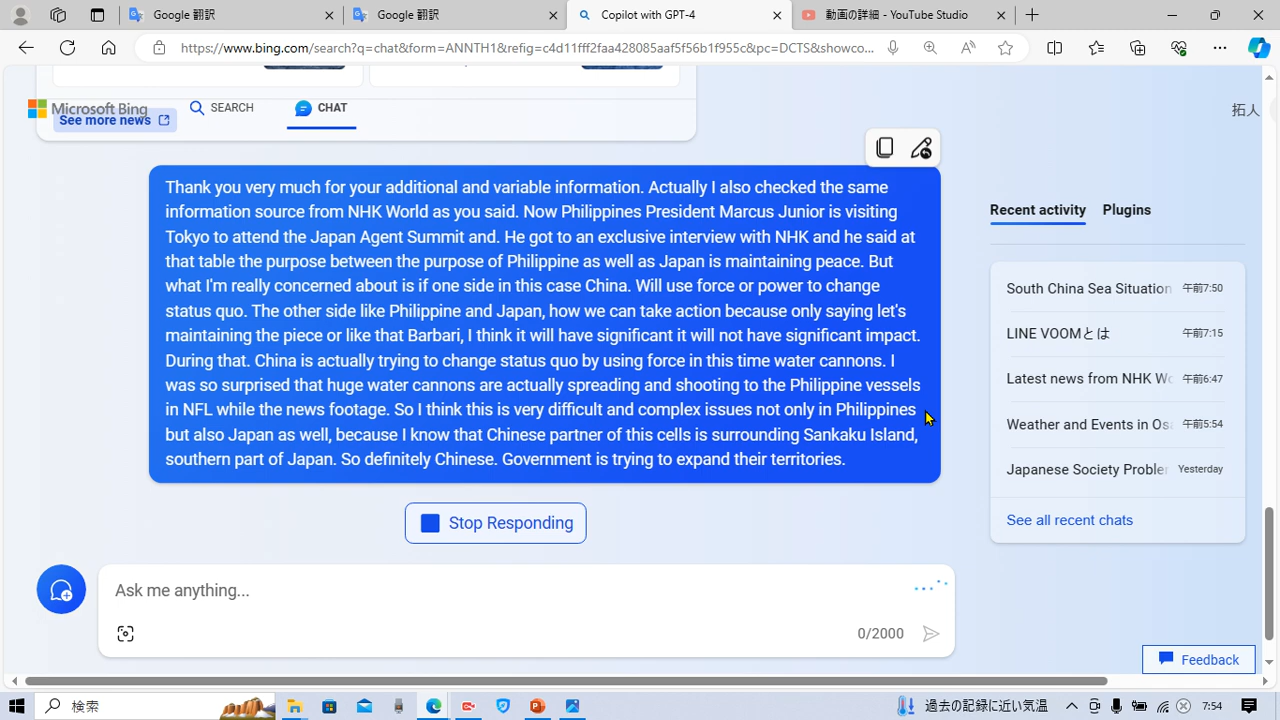 Google 翻訳
Google 翻訳
Copilot with GPT-4
動画の詳細 - YouTube Studio
https://www.bing.com/search?q=chat&form=ANNTH1&refig=c4d11fff2faa428085aaf5f56b1f955c&pc=DCTS&showco...
Microsoft Bing
SEARCH
CHAT
拓人
See more news
Thank you very much for your additional and variable information. Actually I also checked the same
information source from NHK World as you said. Now Philippines President Marcus Junior is visiting
Tokyo to attend the Japan Agent Summit and. He got to an exclusive interview with NHK and he said at
that table the purpose between the purpose of Philippine as well as Japan is maintaining peace. But
what I'm really concerned about is if one side in this case China. Will use force or power to change
status quo. The other side like Philippine and Japan, how we can take action because only saying let's
maintaining the piece or like that Barbari, I think it will have significant it will not have significant impact.
During that. China is actually trying to change status quo by using force in this time water cannons. I
was so surprised that huge water cannons are actually spreading and shooting to the Philippine vessels
in NFL while the news footage. So I think this is very difficult and complex issues not only in Philippines
but also Japan as well, because I know that Chinese partner of this cells is surrounding Sankaku Island,
southern part of Japan. So definitely Chinese. Government is trying to expand their territories.
Recent activity
Plugins
South China Sea Situation
午前7:50
LINE VOOMとは
午前7:15
Latest news from NHK Wo
午前6:47
Weather and Events in Osa
午前5:54
Japanese Society Probler
Yesterday
See all recent chats
Stop Responding
Ask me anything...
0/2000
Feedback
検索
過去の記録に近い気温
7:54